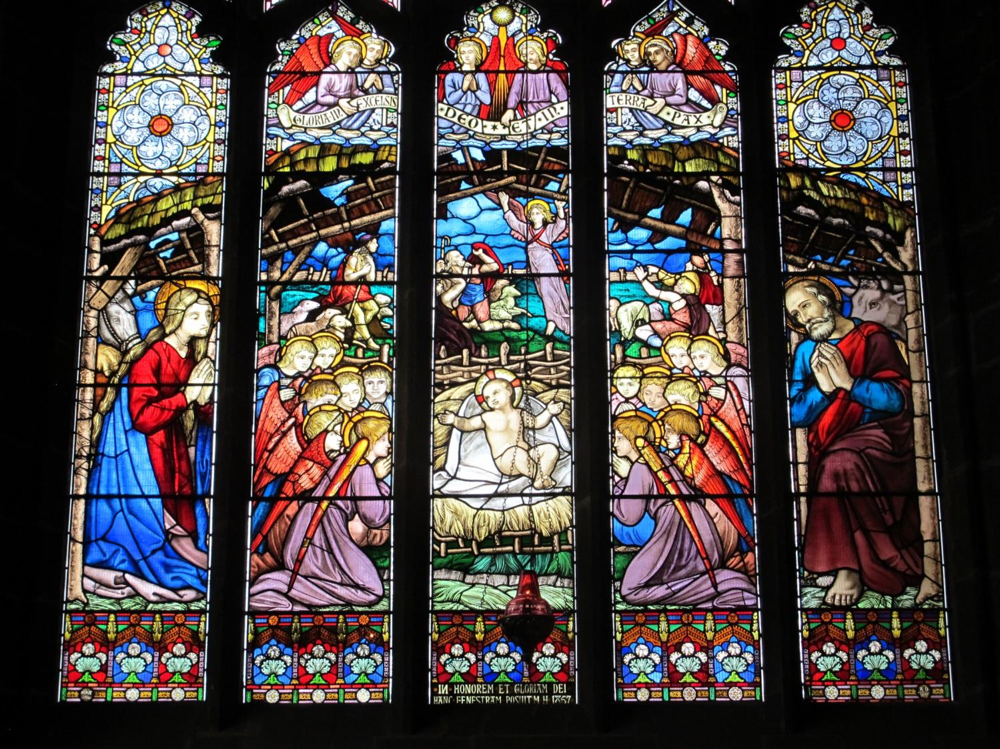 GLORIA·IN·
EXCELSIS
DEO·★·ET·IN·
TERRA
PAX·
IN·HONOREM·ET·GLORIAM DEI
HANC FENESTRAM POSUIT M H 1857